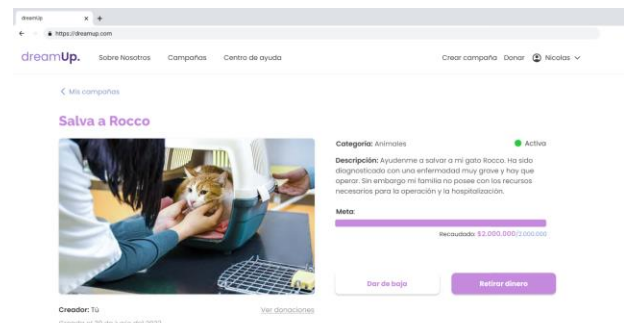 dreamUp
https://dreamup.com
dreamUp.
Sobre Nosotros
Campañas
Centro de ayuda
Crear campaña
Donar
Nicolas
Mis campañas
Salva a Rocco
Categoría: Animales
Activa
Descripción: Ayudenme a salvar a mi gato Rocco. Ha sido
diagnosticado con una enfermedad muy grave y hay que
operar. Sin embargo mi familia no posee con los recursos
necesarios para la operación y la hospitalización.
Meta:
Recaudado: $2.000.000/2.000.000
Dar de baja
Retirar dinero
Creador: Tú
Ver donaciones